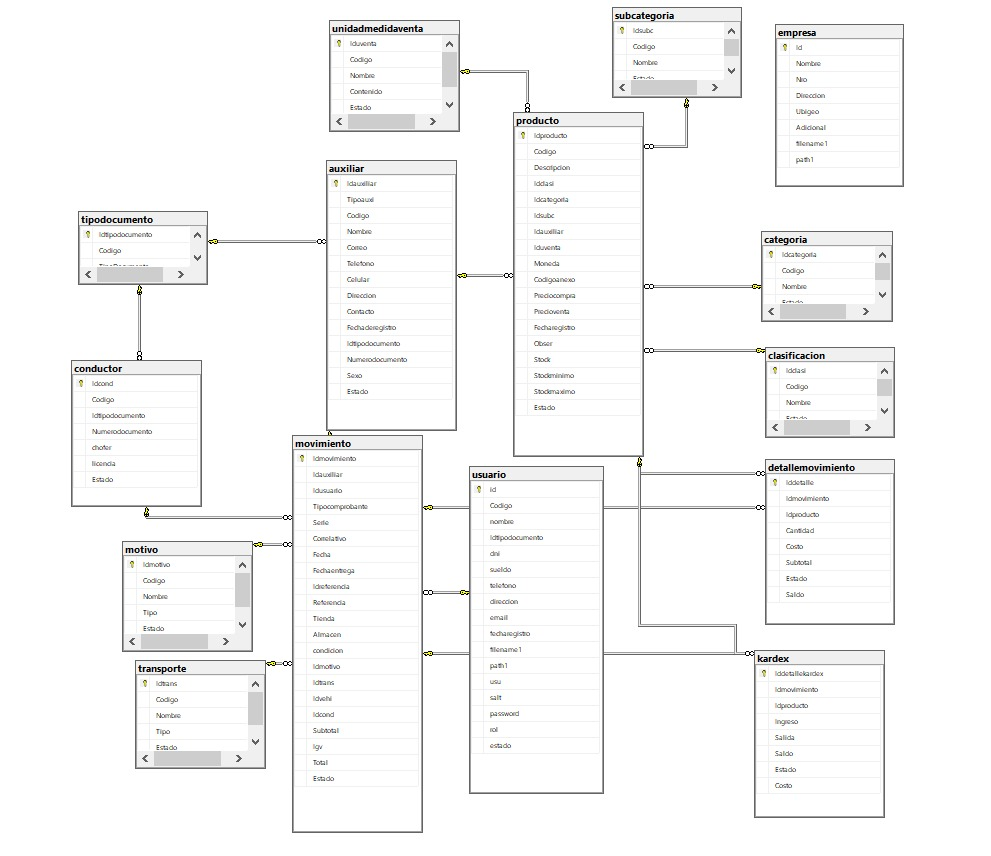 unidadmedidaventa
Iduventa
Codigo
Nombre
Contenido
Estado
subcategoria
Idsubc
Codigo
Nombre
Estado
empresa
Id
Nombre
Nro
Direccion
Ubigeo
Adicional
filename1
path1
producto
Idproducto
Codigo
Descripcion
Idclasi
Idcategoria
Idsubc
Idauxiliar
Iduventa
Moneda
Codigoanexo
Preciocompra
Precioventa
Fecharegistro
Obser
Stock
Stockminimo
Stockmaximo
Estado
auxiliar
Idauxiliar
Tipoauxi
Codigo
Nombre
Correo
Telefono
Celular
Direccion
Contacto
Fechaderegistro
Idtipodocumento
Numerodocumento
Sexo
Estado
tipodocumento
Idtipodocumento
Codigo
TipoDocumento
categoria
Idcategoria
Codigo
Nombre
Estado
clasificacion
Idclasi
Codigo
Nombre
Estado
conductor
Idcond
Codigo
Idtipodocumento
Numerodocumento
chofer
licencia
Estado
movimiento
Idmovimiento
Idauxiliar
Idusuario
Tipocomprobante
Serie
Correlativo
Fecha
Fechaentrega
Idreferencia
Referencia
Tienda
Almacen
condicion
Idmotivo
Idtrans
Idvehi
Idcond
Subtotal
Igv
Total
Estado
usuario
Id
Codigo
nombre
Idtipodocumento
dni
sueldo
telefono
direccion
email
fecharegistro
filename1
path1
usu
salt
password
rol
estado
detallemovimiento
Iddetalle
Idmovimiento
Idproducto
Cantidad
Costo
Subtotal
Estado
Saldo
motivo
Idmotivo
Codigo
Nombre
Tipo
Estado
transporte
Idtrans
Codigo
Nombre
Tipo
Estado
kardex
Iddetallekardex
Idmovimiento
Idproducto
Ingreso
Salida
Saldo
Estado
Costo